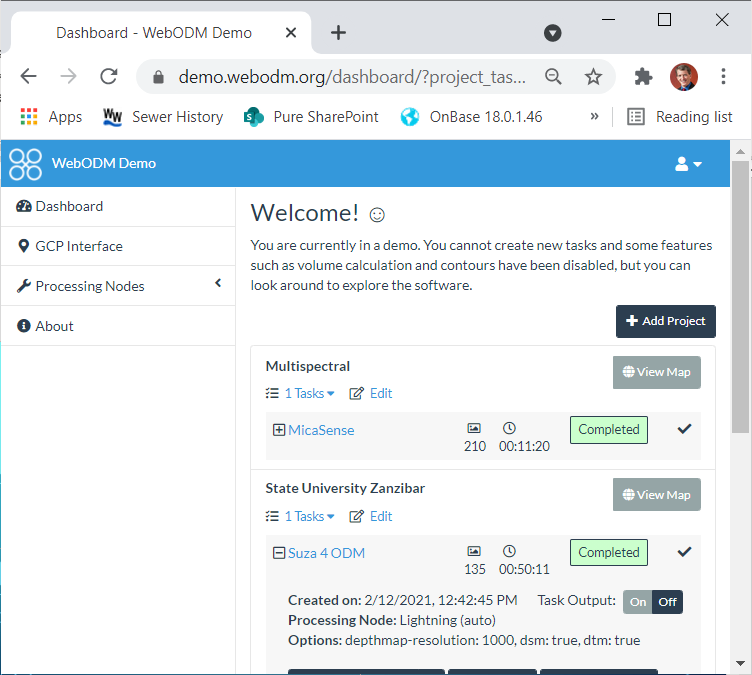 Dashboard - WebODM Demo
demo.webodm.org/dashboard/?project_tas...
Apps
Sewer History
Pure SharePoint
OnBase 18.0.1.46
»
Reading list
WebODM Demo
Dashboard
GCP Interface
Processing Nodes
About
Welcome! ☺
You are currently in a demo. You cannot create new tasks and some features
such as volume calculation and contours have been disabled, but you can
look around to explore the software.
Add Project
Multispectral
View Map
1 Tasks
Edit
MicaSense
210
00:11:20
Completed
State University Zanzibar
View Map
1 Tasks
Edit
Suza 4 ODM
135
00:50:11
Completed
Created on: 2/12/2021, 12:42:45 PM
Task Output:
On
Off
Processing Node: Lightning (auto)
Options: depthmap-resolution: 1000, dsm: true, dtm: true